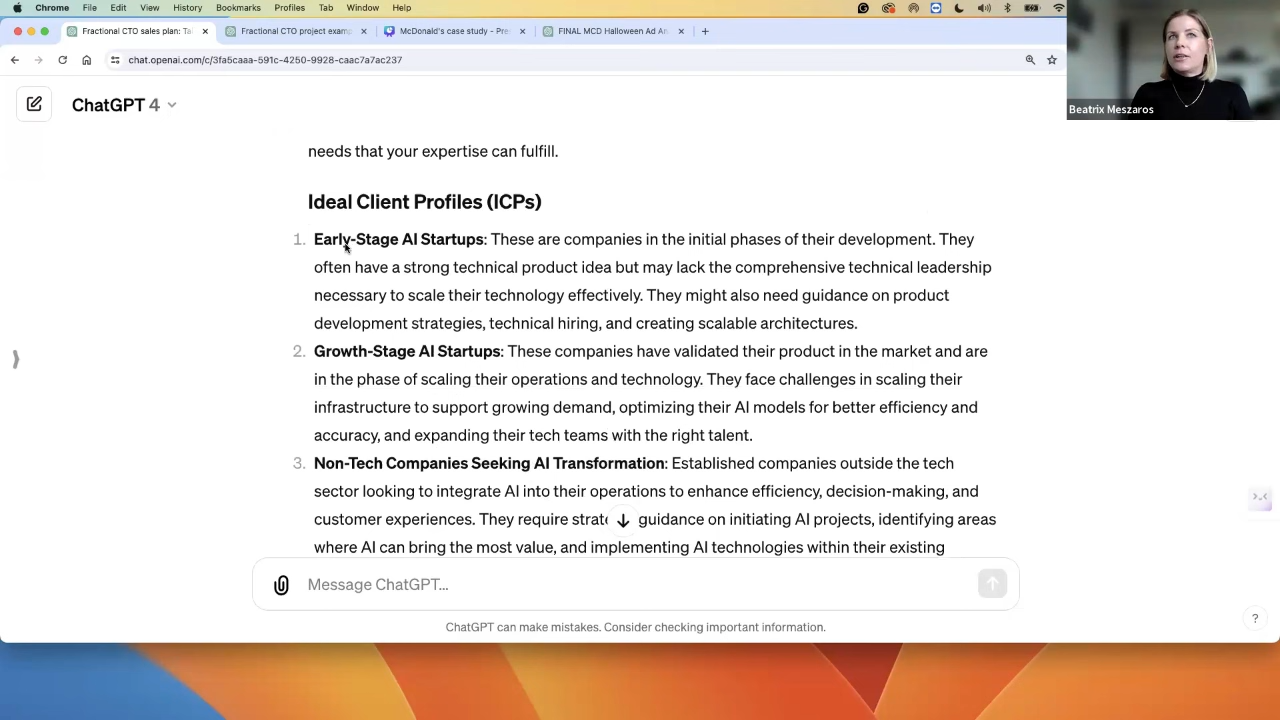 Chrome File Edit View History Bookmarks Profiles Tab Window Help
Fractional CTO sales plan: Ta
Fractional CTO project examp
McDonald's case study - Pre
FINAL MCD Halloween Ad An
chat.openai.com/c/3fa5caaa-591c-4250-9928-caac7a7ac237
Beatrix Meszaros
ChatGPT 4
needs that your expertise can fulfill.
Ideal Client Profiles (ICPs)
1. Early-Stage AI Startups: These are companies in the initial phases of their development. They
often have a strong technical product idea but may lack the comprehensive technical leadership
necessary to scale their technology effectively. They might also need guidance on product
development strategies, technical hiring, and creating scalable architectures.
2. Growth-Stage AI Startups: These companies have validated their product in the market and are
in the phase of scaling their operations and technology. They face challenges in scaling their
infrastructure to support growing demand, optimizing their AI models for better efficiency and
accuracy, and expanding their tech teams with the right talent.
3. Non-Tech Companies Seeking AI Transformation: Established companies outside the tech
sector looking to integrate AI into their operations to enhance efficiency, decision-making, and
customer experiences. They require strate guidance on initiating AI projects, identifying areas
where AI can bring the most value, and implementing AI technologies within their existing
Message ChatGPT...
ChatGPT can make mistakes. Consider checking important information.
?